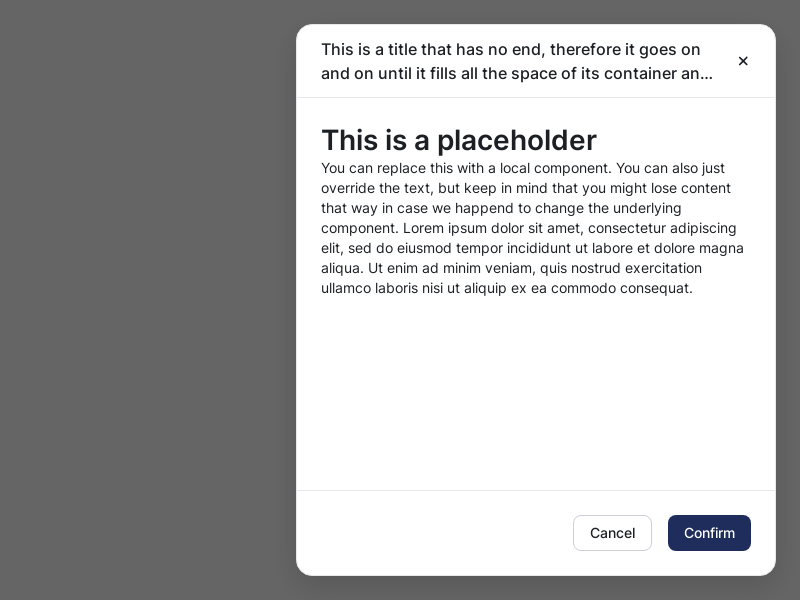 This is a title that has no end, therefore it goes on
and on until it fills all the space of its container an...
This is a placeholder
You can replace this with a local component. You can also just
override the text, but keep in mind that you might lose content
that way in case we happend to change the underlying
component. Lorem ipsum dolor sit amet, consectetur adipiscing
elit, sed do eiusmod tempor incididunt ut labore et dolore magna
aliqua. Ut enim ad minim veniam, quis nostrud exercitation
ullamco laboris nisi ut aliquip ex ea commodo consequat.
Cancel
Confirm